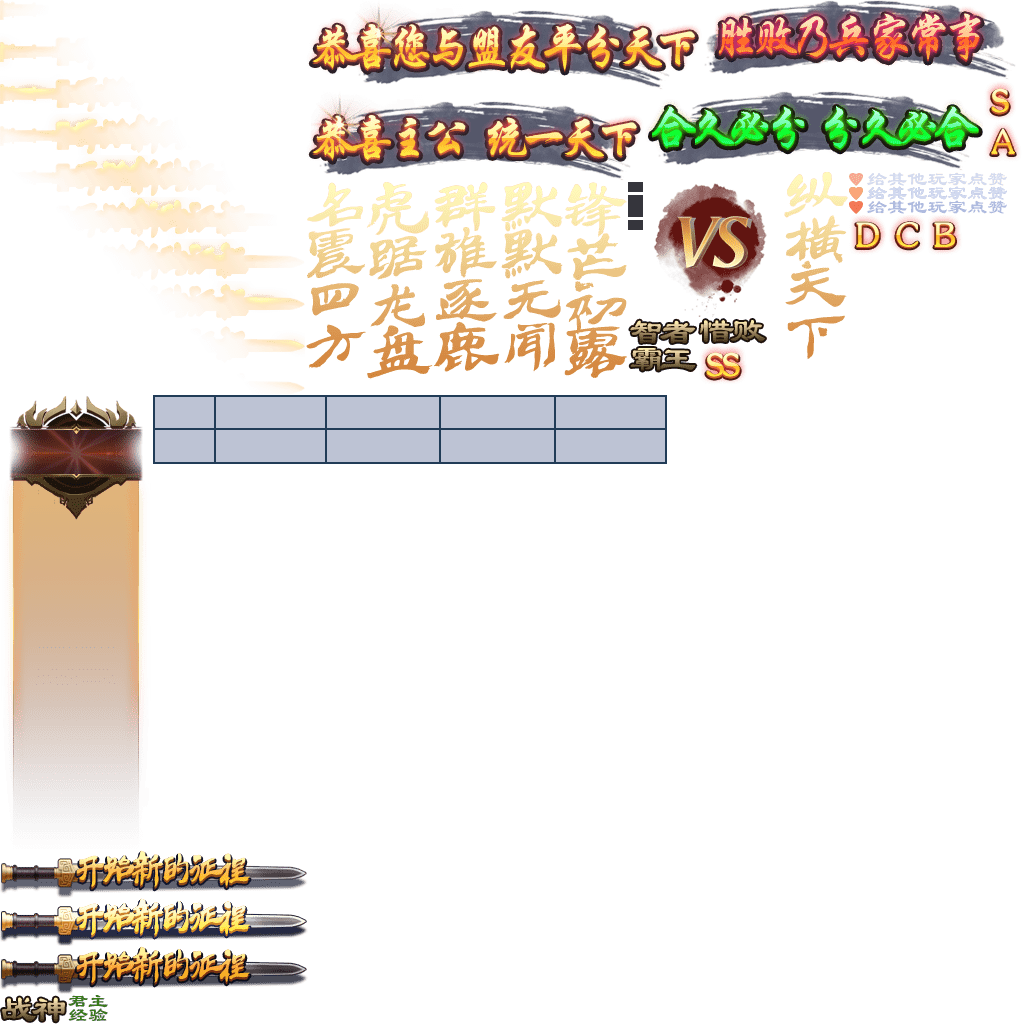 恭喜您与盟友平分天下
胜败乃兵家常事
恭喜主公 统一天下
合久必分 分久必合
S
A
名震四方
虎踞龙盘
群雄逐鹿
默默无闻
锋芒初露
VS
纵横天下
给其他玩家点赞
给其他玩家点赞
给其他玩家点赞
D C B
智者 惜败
霸王
SS
开始新的征程
开始新的征程
开始新的征程
战神
君主
经验